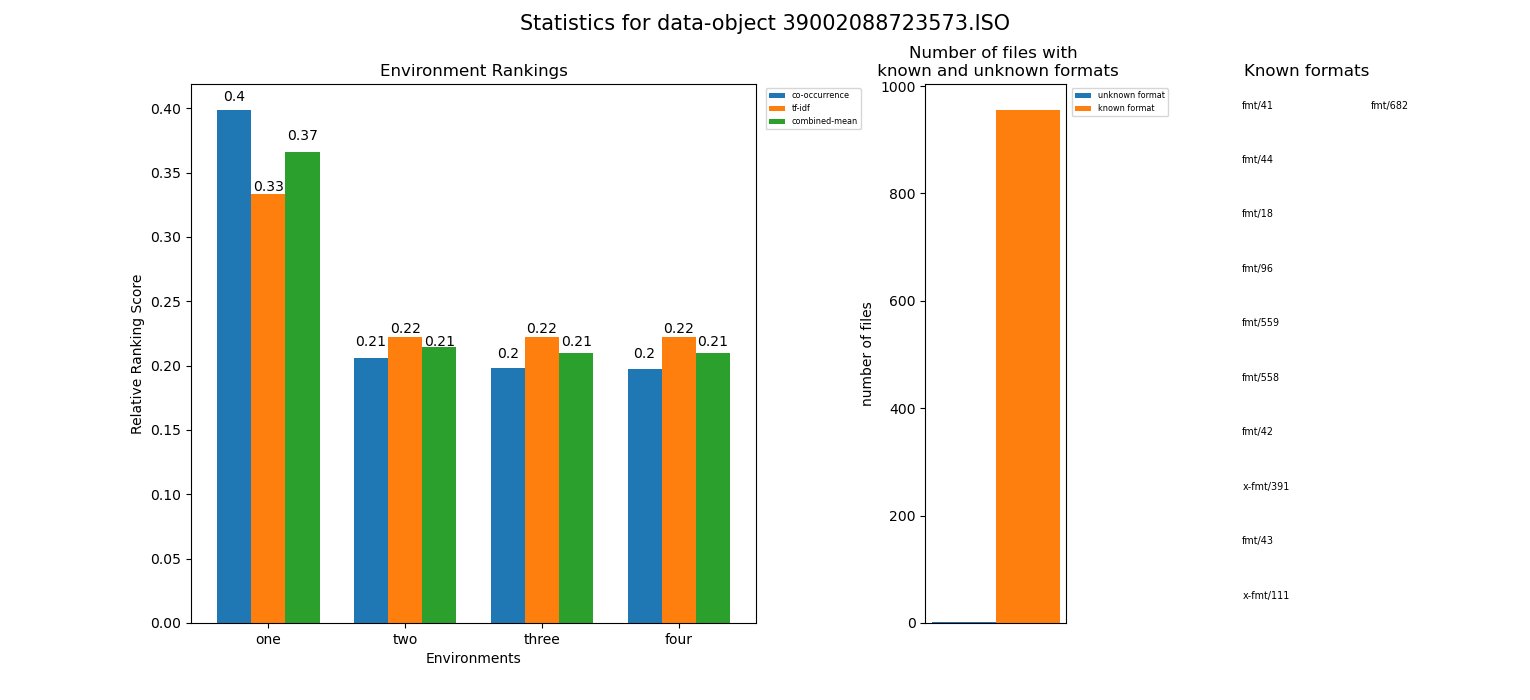 Statistics for data-object 39002088723573.ISO
Environment Rankings
Relative Ranking Score
0.40
0.35
0.30
0.25
0.20
0.15
0.10
0.05
0.00
0.4
0.33
0.37
0.21
0.22
0.21
0.2
0.22
0.21
0.2
0.22
0.21
one
two
three
four
Environments
co-occurrence
tf-idf
combined-mean
Number of files with
known and unknown formats
number of files
1000
800
600
400
200
0
unknown format
known format
Known formats
fmt/41
fmt/44
fmt/18
fmt/96
fmt/559
fmt/558
fmt/42
x-fmt/391
fmt/43
x-fmt/111
fmt/682